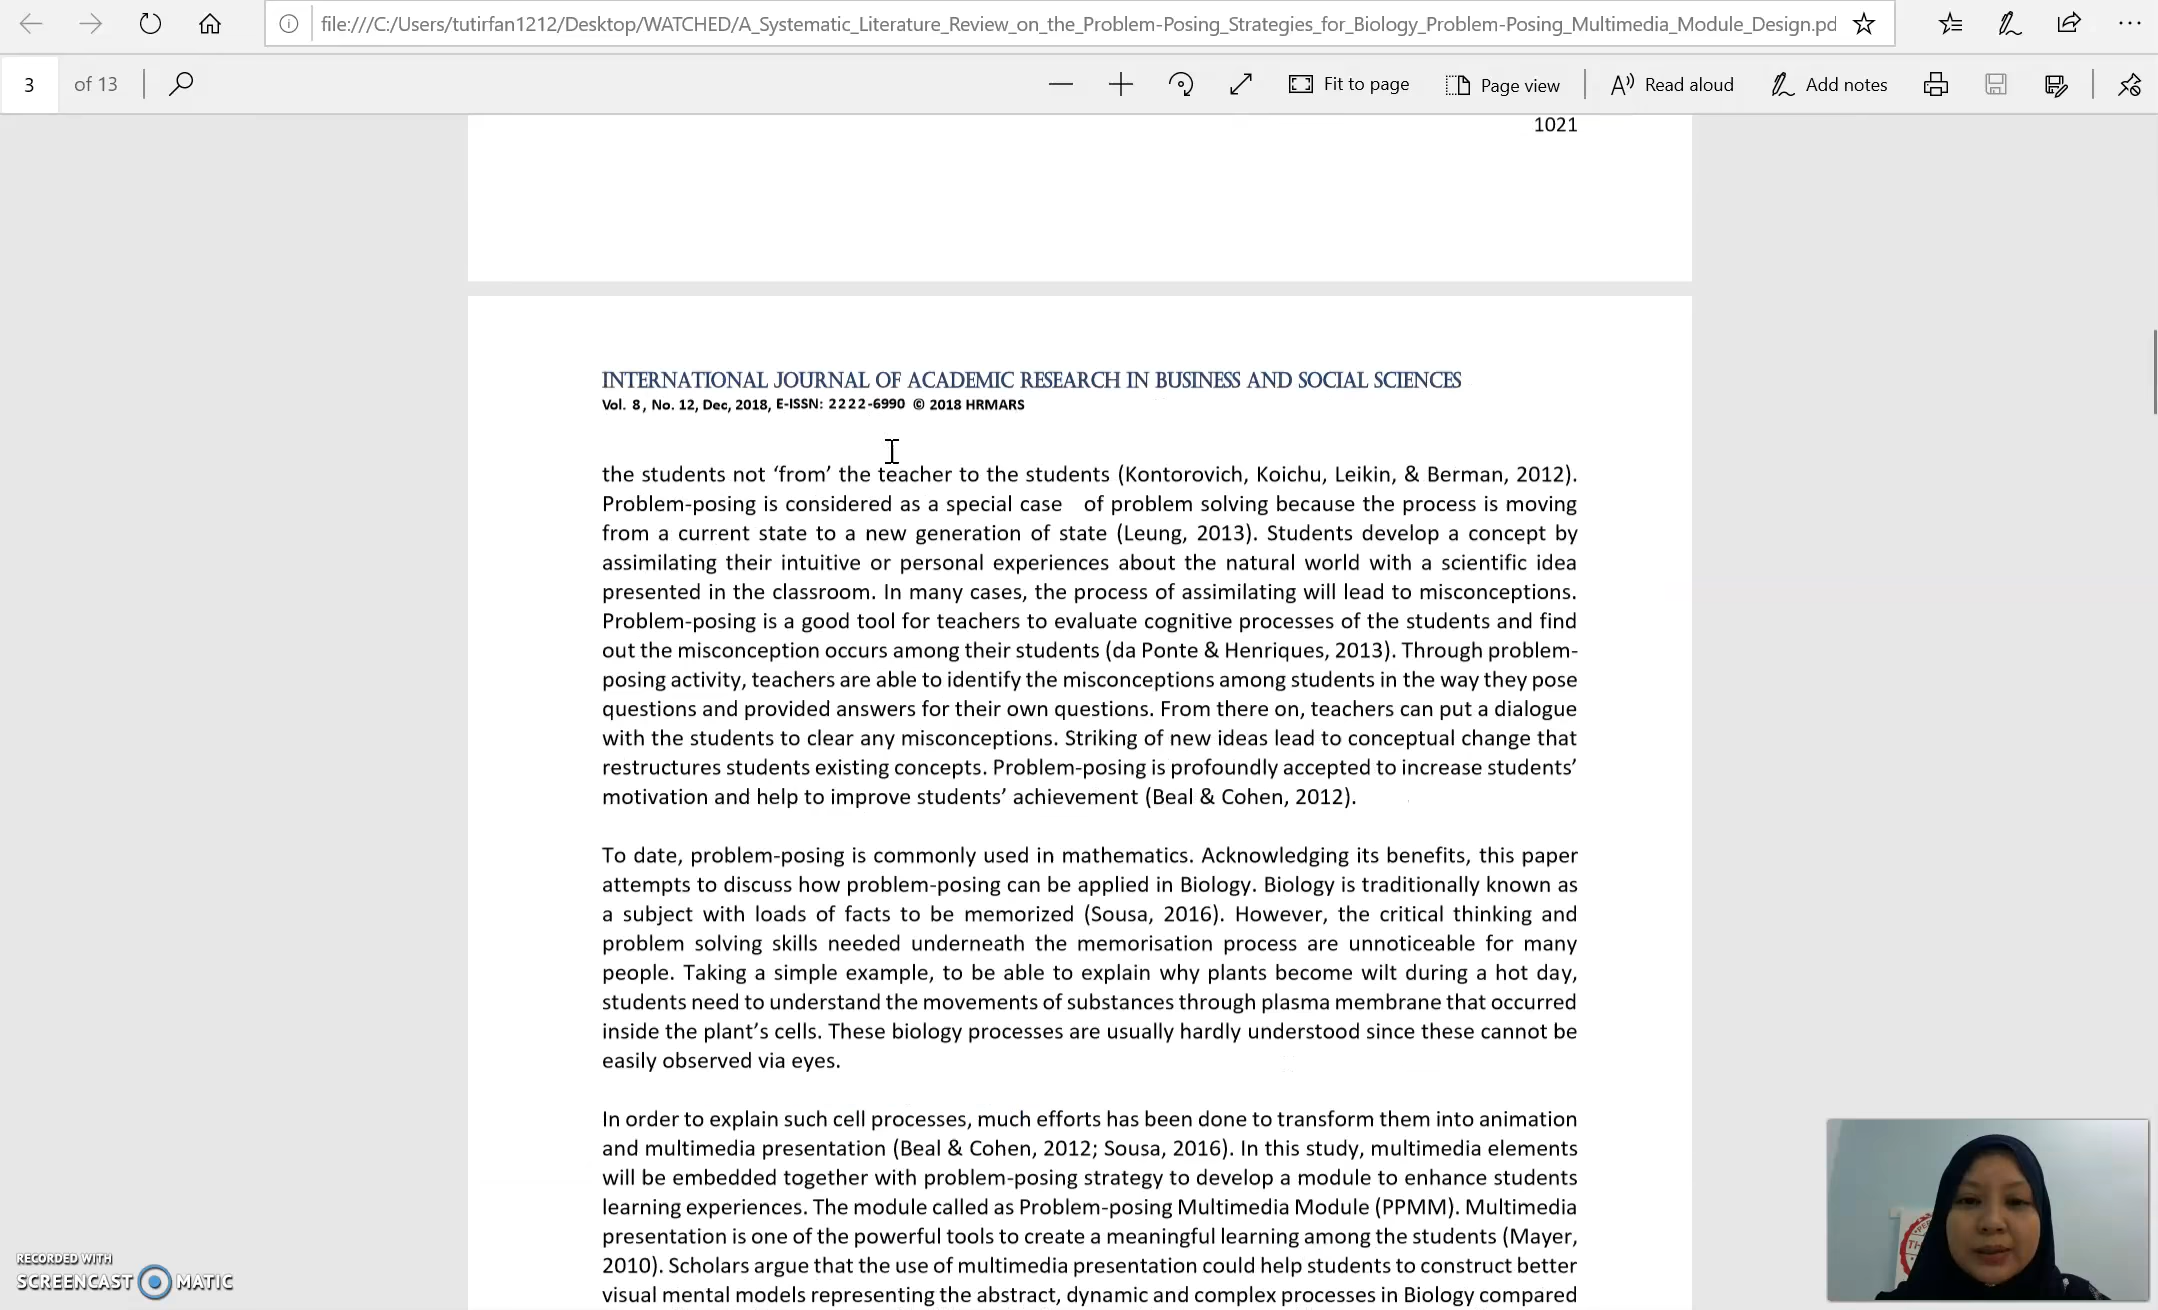 file:///C:/Users/tutirfan1212/Desktop/WATCHED/A_Systematic_Literature_Review_on_the_Problem-Posing_Strategies_for_Biology_Problem-Posing_Multimedia_Module_Design.pd
3 of 13 Fit to page Page view Read aloud Add notes
1021
INTERNATIONAL JOURNAL OF ACADEMIC RESEARCH IN BUSINESS AND SOCIAL SCIENCES
Vol. 8, No. 12, Dec, 2018, E-ISSN: 2222-6990 © 2018 HRMARS
the students not ‘from’ the teacher to the students (Kontorovich, Koichu, Leikin, & Berman, 2012).
Problem-posing is considered as a special case of problem solving because the process is moving
from a current state to a new generation of state (Leung, 2013). Students develop a concept by
assimilating their intuitive or personal experiences about the natural world with a scientific idea
presented in the classroom. In many cases, the process of assimilating will lead to misconceptions.
Problem-posing is a good tool for teachers to evaluate cognitive processes of the students and find
out the misconception occurs among their students (da Ponte & Henriques, 2013). Through problem-
posing activity, teachers are able to identify the misconceptions among students in the way they pose
questions and provided answers for their own questions. From there on, teachers can put a dialogue
with the students to clear any misconceptions. Striking of new ideas lead to conceptual change that
restructures students existing concepts. Problem-posing is profoundly accepted to increase students’
motivation and help to improve students’ achievement (Beal & Cohen, 2012).
To date, problem-posing is commonly used in mathematics. Acknowledging its benefits, this paper
attempts to discuss how problem-posing can be applied in Biology. Biology is traditionally known as
a subject with loads of facts to be memorized (Sousa, 2016). However, the critical thinking and
problem solving skills needed underneath the memorisation process are unnoticeable for many
people. Taking a simple example, to be able to explain why plants become wilt during a hot day,
students need to understand the movements of substances through plasma membrane that occurred
inside the plant’s cells. These biology processes are usually hardly understood since these cannot be
easily observed via eyes.
In order to explain such cell processes, much efforts has been done to transform them into animation
and multimedia presentation (Beal & Cohen, 2012; Sousa, 2016). In this study, multimedia elements
will be embedded together with problem-posing strategy to develop a module to enhance students
learning experiences. The module called as Problem-posing Multimedia Module (PPMM). Multimedia
presentation is one of the powerful tools to create a meaningful learning among the students (Mayer,
2010). Scholars argue that the use of multimedia presentation could help students to construct better
visual mental models representing the abstract, dynamic and complex processes in Biology compared
RECORDED WITH
SCREENCAST MATIC